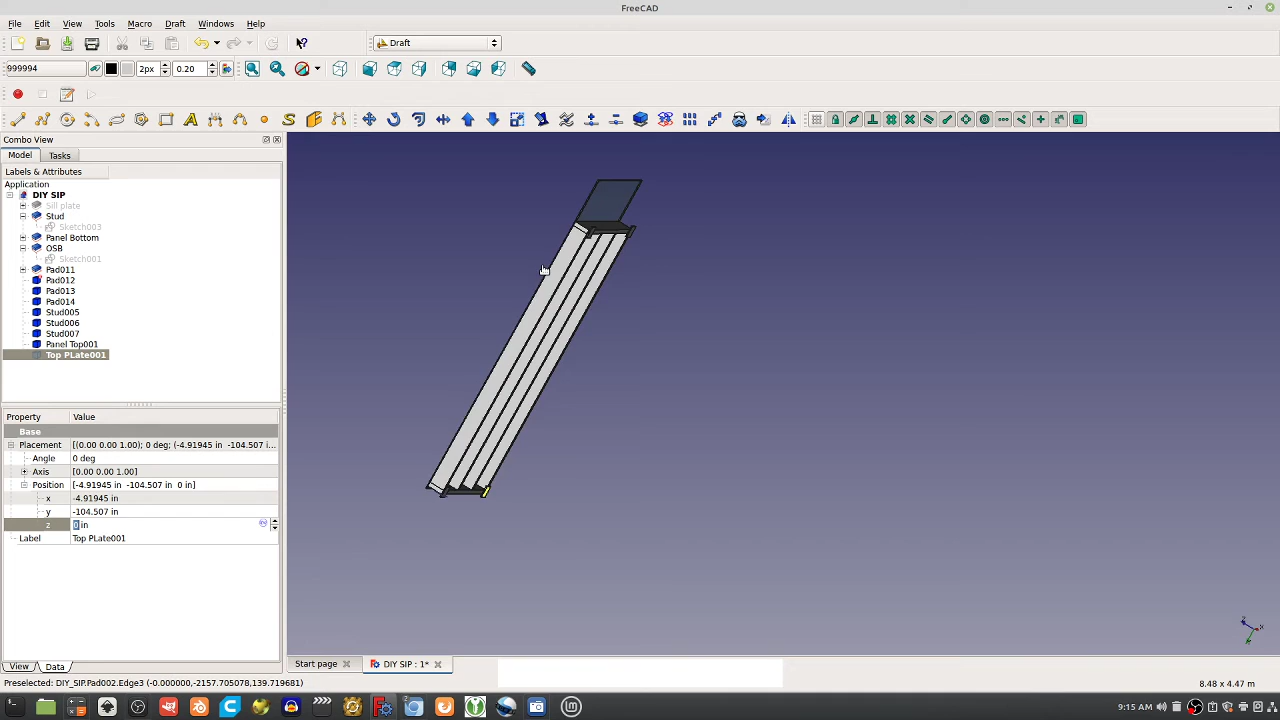 FreeCAD
File Edit View Tools Macro Draft Windows Help
Draft
999994 2px 0.20
Combo View
Model Tasks
Labels & Attributes
Application
DIY SIP
Sill plate
Stud
Sketch003
Panel Bottom
OSB
Sketch001
Pad011
Pad012
Pad013
Pad014
Stud005
Stud006
Stud007
Panel Top001
Top PLate001
Property Value
Base
Placement [(0.00 0.00 1.00); 0 deg; (-4.91945 in -104.507 i...
Angle 0 deg
Axis [0.00 0.00 1.00]
Position [-4.91945 in -104.507 in 0 in]
x -4.91945 in
y -104.507 in
z 0 in
Label Top PLate001
View Data
Start page DIY SIP : 1*
Preselected: DIY_SIP.Pad002.Edge3 (-0.000000,-2157.705078,139.719681) 8.48 x 4.47 m
9:15 AM